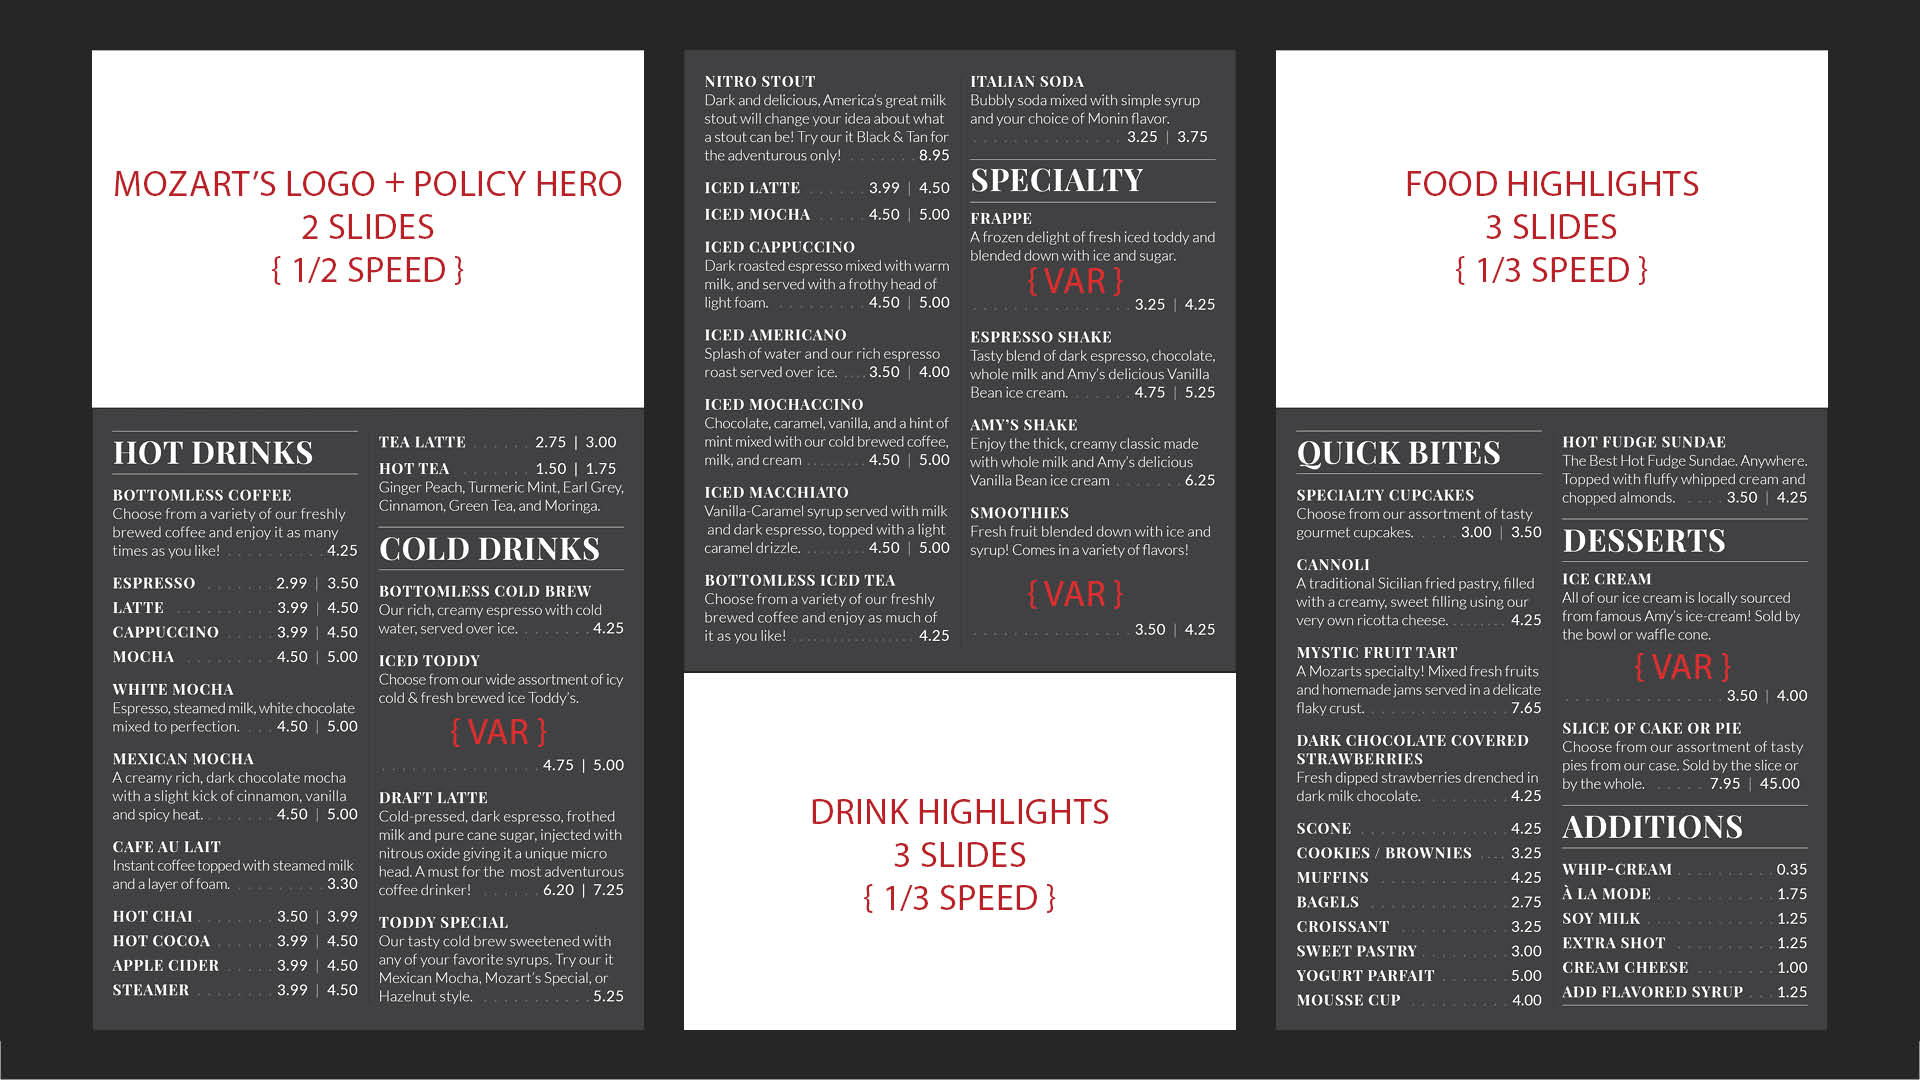 MOZART'S LOGO + POLICY HERO
2 SLIDES
{ 1/2 SPEED }
HOT DRINKS
BOTTOMLESS COFFEE
Choose from a variety of our freshly
brewed coffee and enjoy it as many
times as you like! . . . . . . . . . . 4.25
ESPRESSO . . . . . . . 2.99 | 3.50
LATTE . . . . . . . . . . 3.99 | 4.50
CAPPUCCINO . . . . . 3.99 | 4.50
MOCHA . . . . . . . . . 4.50 | 5.00
WHITE MOCHA
Espresso, steamed milk, white chocolate
mixed to perfection. . . . 4.50 | 5.00
MEXICAN MOCHA
A creamy rich, dark chocolate mocha
with a slight kick of cinnamon, vanilla
and spicy heat. . . . . . . . 4.50 | 5.00
CAFE AU LAIT
Instant coffee topped with steamed milk
and a layer of foam. . . . . . . . . . 3.30
HOT CHAI . . . . . . . . 3.50 | 3.99
HOT COCOA . . . . . . 3.99 | 4.50
APPLE CIDER . . . . . 3.99 | 4.50
STEAMER . . . . . . . . 3.99 | 4.50
TEA LATTE . . . . . . 2.75 | 3.00
HOT TEA . . . . . . . 1.50 | 1.75
Ginger Peach, Turmeric Mint, Earl Grey,
Cinnamon, Green Tea, and Moringa.
COLD DRINKS
BOTTOMLESS COLD BREW
Our rich, creamy espresso with cold
water, served over ice. . . . . . . . 4.25
ICED TODDY
Choose from our wide assortment of icy
cold & fresh brewed ice Toddy's.
{ VAR }
. . . . . . . . . . . . . . . . 4.75 | 5.00
DRAFT LATTE
Cold-pressed, dark espresso, frothed
milk and pure cane sugar, injected with
nitrous oxide giving it a unique micro
head. A must for the most adventurous
coffee drinker! . . . . . . 6.20 | 7.25
TODDY SPECIAL
Our tasty cold brew sweetened with
any of your favorite syrups. Try our it
Mexican Mocha, Mozart's Special, or
Hazelnut style. . . . . . . . . . . . 5.25
NITRO STOUT
Dark and delicious, America's great milk
stout will change your idea about what
a stout can be! Try our it Black & Tan for
the adventurous only! . . . . . . . 8.95
ICED LATTE . . . . . . 3.99 | 4.50
ICED MOCHA . . . . . 4.50 | 5.00
ICED CAPPUCCINO
Dark roasted espresso mixed with warm
milk, and served with a frothy head of
light foam. . . . . . . . . . 4.50 | 5.00
ICED AMERICANO
Splash of water and our rich espresso
roast served over ice. . . . . 3.50 | 4.00
ICED MOCHACCINO
Chocolate, caramel, vanilla, and a hint of
mint mixed with our cold brewed coffee,
milk, and cream . . . . . . . . 4.50 | 5.00
ICED MACCHIATO
Vanilla-Caramel syrup served with milk
and dark espresso, topped with a light
caramel drizzle. . . . . . . . . 4.50 | 5.00
BOTTOMLESS ICED TEA
Choose from a variety of our freshly
brewed coffee and enjoy as much of
it as you like! . . . . . . . . . . . . . . 4.25
ITALIAN SODA
Bubbly soda mixed with simple syrup
and your choice of Monin flavor.
. . . . . . . . . . . . . . . 3.25 | 3.75
SPECIALTY
FRAPPE
A frozen delight of fresh iced toddy and
blended down with ice and sugar.
{ VAR }
. . . . . . . . . . . . . . . . 3.25 | 4.25
ESPRESSO SHAKE
Tasty blend of dark espresso, chocolate,
whole milk and Amy's delicious Vanilla
Bean ice cream. . . . . . . 4.75 | 5.25
AMY'S SHAKE
Enjoy the thick, creamy classic made
with whole milk and Amy's delicious
Vanilla Bean ice cream . . . . . . . 6.25
SMOOTHIES
Fresh fruit blended down with ice and
syrup! Comes in a variety of flavors!
{ VAR }
. . . . . . . . . . . . . . . . 3.50 | 4.25
DRINK HIGHLIGHTS
3 SLIDES
{ 1/3 SPEED }
FOOD HIGHLIGHTS
3 SLIDES
{ 1/3 SPEED }
QUICK BITES
SPECIALTY CUPCAKES
Choose from our assortment of tasty
gourmet cupcakes. . . . . 3.00 | 3.50
CANNOLI
A traditional Sicilian fried pastry, filled
with a creamy, sweet filling using our
very own ricotta cheese. . . . . . . . 4.25
MYSTIC FRUIT TART
A Mozarts specialty! Mixed fresh fruits
and homemade jams served in a delicate
flaky crust. . . . . . . . . . . . . . . 7.65
DARK CHOCOLATE COVERED
STRAWBERRIES
Fresh dipped strawberries drenched in
dark milk chocolate. . . . . . . . . 4.25
SCONE . . . . . . . . . . . . . . . 4.25
COOKIES / BROWNIES . . . . 3.25
MUFFINS . . . . . . . . . . . . . . 4.25
BAGELS . . . . . . . . . . . . . . . 2.75
CROISSANT . . . . . . . . . . . . 3.25
SWEET PASTRY . . . . . . . . . 3.00
YOGURT PARFAIT . . . . . . . 5.00
MOUSSE CUP . . . . . . . . . . 4.00
HOT FUDGE SUNDAE
The Best Hot Fudge Sundae. Anywhere.
Topped with fluffy whipped cream and
chopped almonds. . . . . 3.50 | 4.25
DESSERTS
ICE CREAM
All of our ice cream is locally sourced
from famous Amy's ice-cream! Sold by
the bowl or waffle cone.
{ VAR }
. . . . . . . . . . . . . . . . 3.50 | 4.00
SLICE OF CAKE OR PIE
Choose from our assortment of tasty
pies from our case. Sold by the slice or
by the whole. . . . . . . 7.95 | 45.00
ADDITIONS
WHIP-CREAM . . . . . . . . . . 0.35
À LA MODE . . . . . . . . . . . . 1.75
SOY MILK . . . . . . . . . . . . . 1.25
EXTRA SHOT . . . . . . . . . . 1.25
CREAM CHEESE . . . . . . . . 1.00
ADD FLAVORED SYRUP . . . 1.25